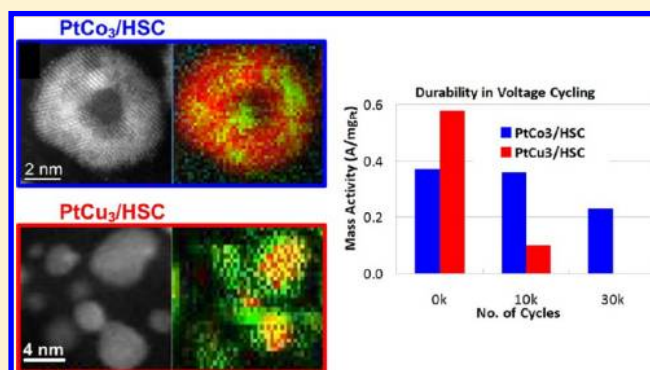 PtCo₃/HSC
2 nm
PtCu₃/HSC
4 nm
Durability in Voltage Cycling
Mass Activity (A/mgPt)
0.6
0.4
0.2
0.0
PtCo3/HSC
PtCu3/HSC
0k 10k 30k
No. of Cycles